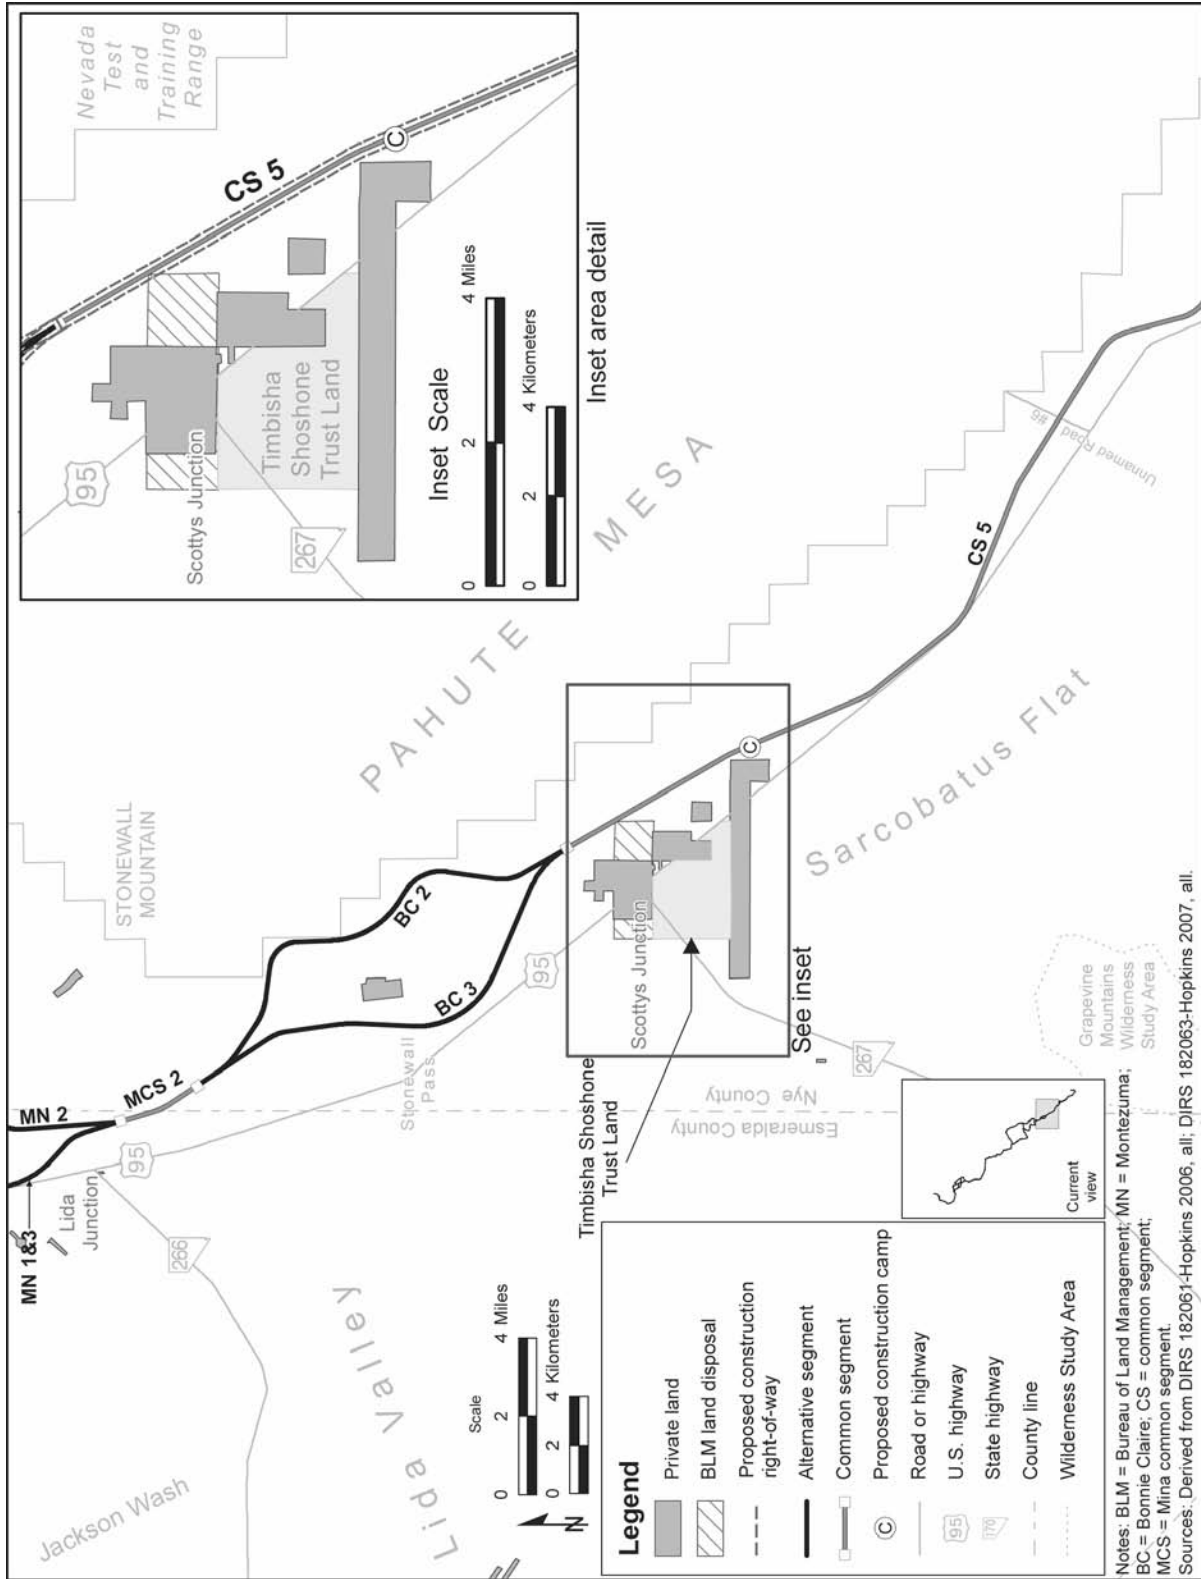 MN 1&3
MN 2
Lida
Junction
95
266
MCS 2
STONEWALL
MOUNTAIN
BC 2
BC 3
Stonewall
Pass
95
Jackson Wash
Lida Valley
PAHUTE MESA
Esmeralda County
Nye County
Scottys Junction
Timbisha Shoshone
Trust Land
See inset
C
267
Sarcobatus Flat
CS 5
Unnamed Road #6
Grapevine
Mountains
Wilderness
Study Area
Nevada
Test
and
Training
Range
CS 5
C
95
Scottys Junction
267
Timbisha
Shoshone
Trust Land
Inset Scale
0 2 4 Miles
0 2 4 Kilometers
Inset area detail
N
Scale
0 2 4 Miles
0 2 4 Kilometers
Legend
Private land
BLM land disposal
Proposed construction
right-of-way
Alternative segment
Common segment
C Proposed construction camp
Road or highway
95 U.S. highway
170 State highway
County line
Wilderness Study Area
Current
view
Notes: BLM = Bureau of Land Management; MN = Montezuma;
BC = Bonnie Claire; CS = common segment;
MCS = Mina common segment.
Sources: Derived from DIRS 182061-Hopkins 2006, all; DIRS 182063-Hopkins 2007, all.